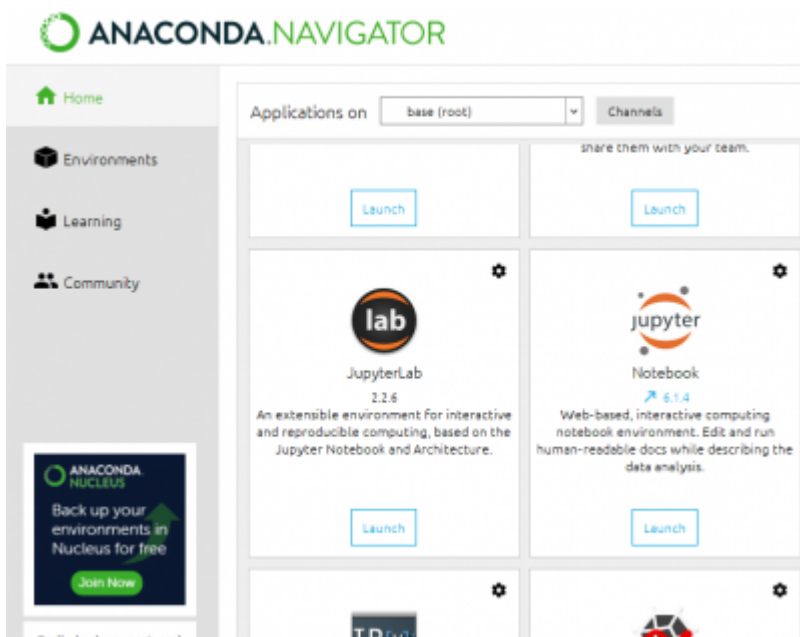 ANACONDA.NAVIGATOR
Home
Applications on base (root) Channels
Environments
share them with your team.
Launch
Launch
Learning
Community
lab
JupyterLab
2.2.6
An extensible environment for interactive
and reproducible computing, based on the
Jupyter Notebook and Architecture.
Launch
jupyter
Notebook
6.1.4
Web-based, interactive computing
notebook environment. Edit and run
human-readable docs while describing the
data analysis.
Launch
ANACONDA.
NUCLEUS
Back up your
environments in
Nucleus for free
Join Now